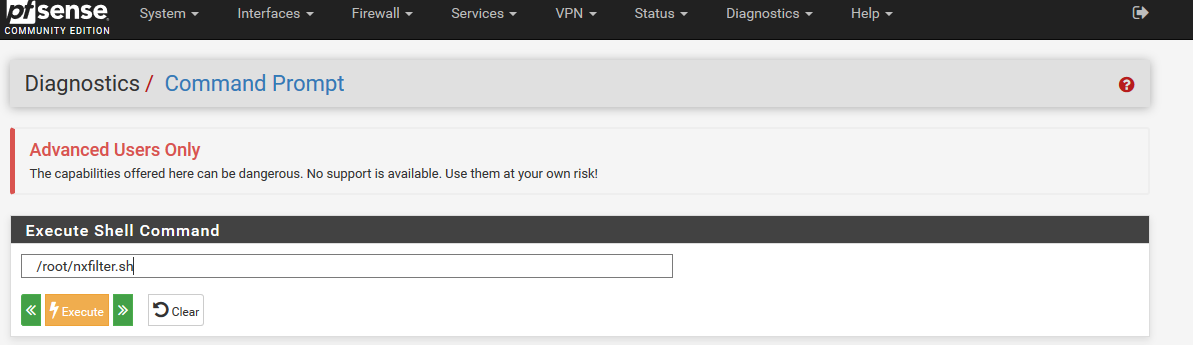 pfsense
COMMUNITY EDITION
System Interfaces Firewall Services VPN Status Diagnostics Help
Diagnostics / Command Prompt
Advanced Users Only
The capabilities offered here can be dangerous. No support is available. Use them at your own risk!
Execute Shell Command
/root/nxfilter.sh
« Execute » Clear